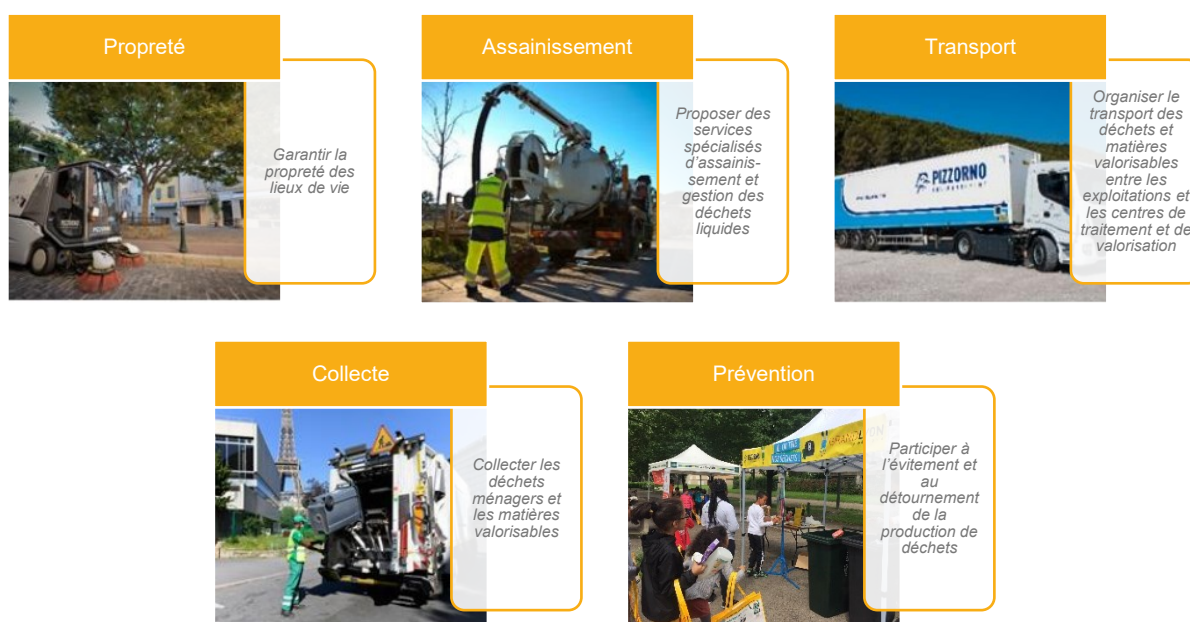 Propreté
Garantir la
propreté des
lieux de vie
Assainissement
Proposer des
services
spécialisés
d'assainis-
sement et
gestion des
déchets
liquides
Transport
PIZZORNO
Organiser le
transport des
déchets et
matières
valorisables
entre les
exploitations et
les centres de
traitement et de
valorisation
Collecte
Collecter les
déchets
ménagers et
les matières
valorisables
Prévention
Participer à
l'évitement et
au
détournement
de la
production de
déchets